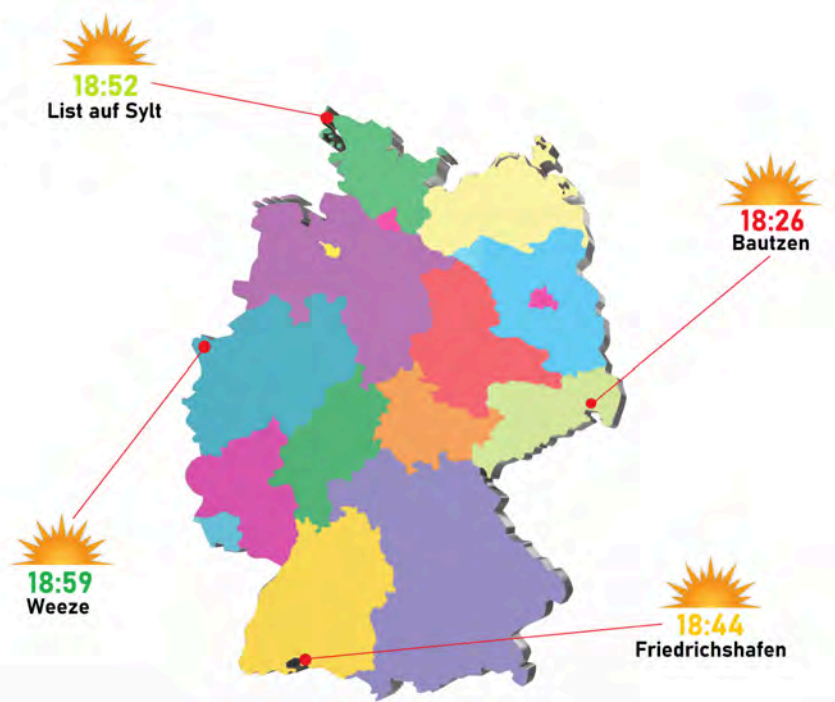 18:52
List auf Sylt
18:26
Bautzen
18:59
Weeze
18:44
Friedrichshafen